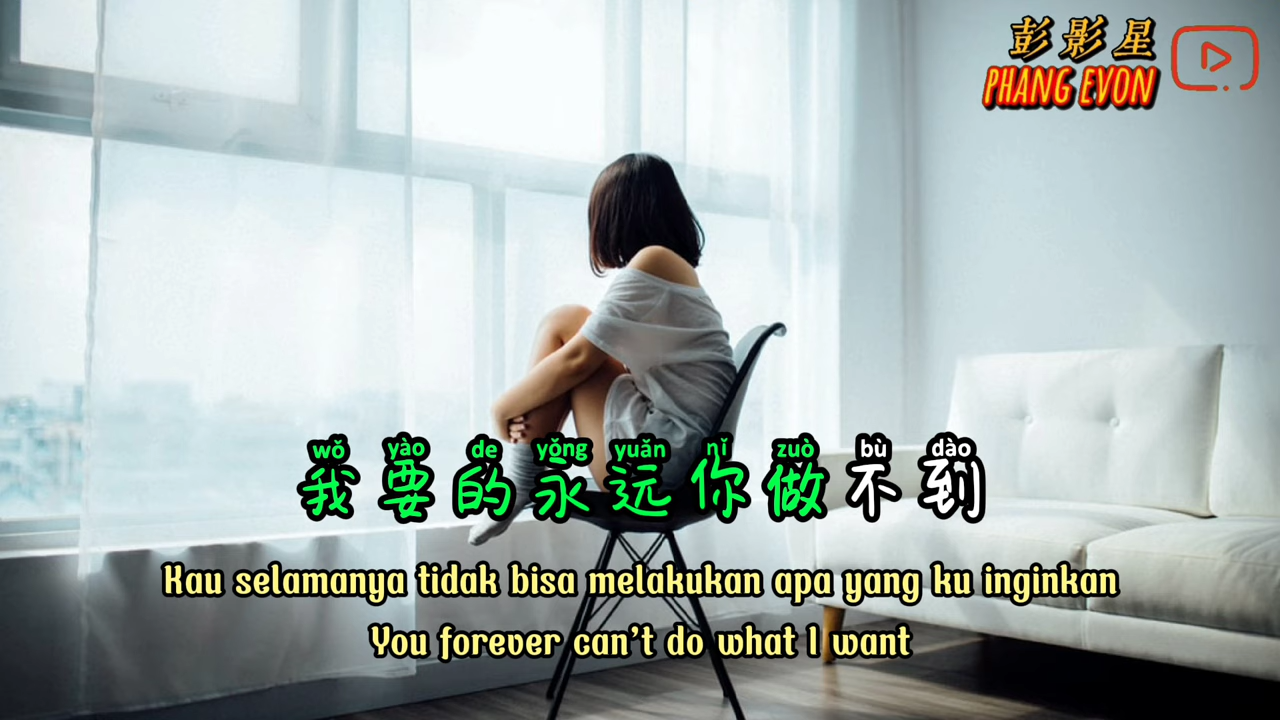 彭影星
PHANG EVON
wǒ yào de yǒng yuǎn nǐ zuò bù dào
我要的永远你做不到
Kau selamanya tidak bisa melakukan apa yang ku inginkan
You forever can't do what I want